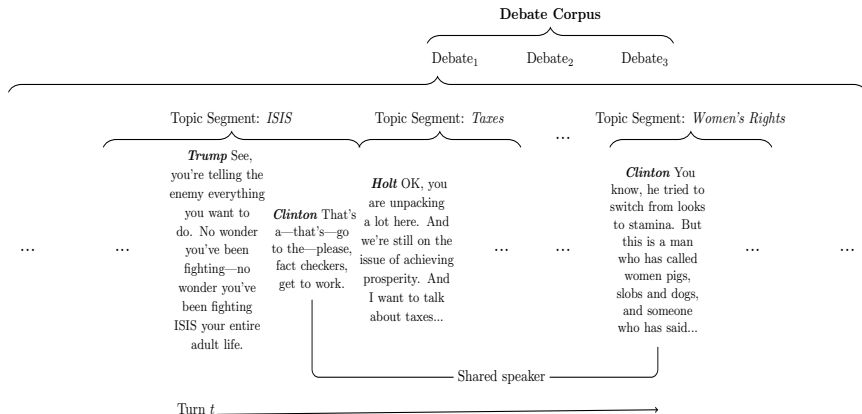 Debate Corpus
Debate1 Debate2 Debate3
Topic Segment: ISIS
Topic Segment: Taxes
...
Topic Segment: Women's Rights
...
...
Trump See,
you're telling the
enemy everything
you want to
do. No wonder
you've been
fighting—no
wonder you've
been fighting
ISIS your entire
adult life.
Clinton That's
a—that's—go
to the—please,
fact checkers,
get to work.
Holt OK, you
are unpacking
a lot here. And
we're still on the
issue of achieving
prosperity. And
I want to talk
about taxes...
...
...
Clinton You
know, he tried to
switch from looks
to stamina. But
this is a man
who has called
women pigs,
slobs and dogs,
and someone
who has said...
...
...
Shared speaker
Turn t